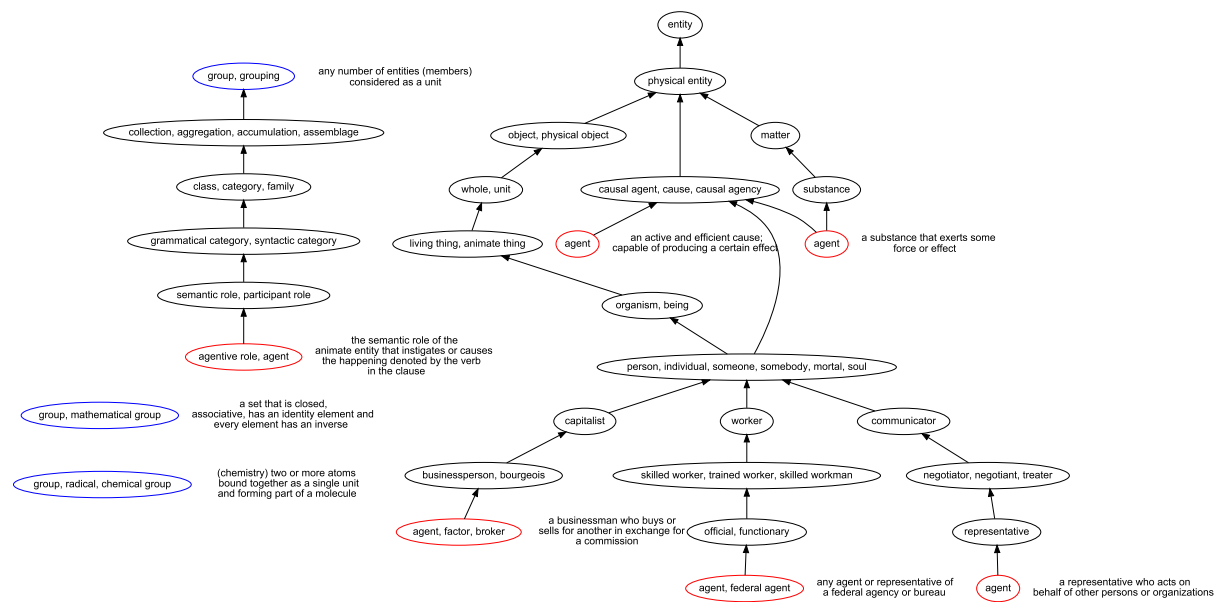 entity
group, grouping
any number of entities (members)
considered as a unit
physical entity
collection, aggregation, accumulation, assemblage
object, physical object
matter
class, category, family
whole, unit
causal agent, cause, causal agency
substance
grammatical category, syntactic category
living thing, animate thing
agent
an active and efficient cause;
capable of producing a certain effect
agent
a substance that exerts some
force or effect
semantic role, participant role
organism, being
agentive role, agent
the semantic role of the
animate entity that instigates or causes
the happening denoted by the verb
in the clause
person, individual, someone, somebody, mortal, soul
group, mathematical group
a set that is closed,
associative, has an identity element and
every element has an inverse
capitalist
worker
communicator
group, radical, chemical group
(chemistry) two or more atoms
bound together as a single unit
and forming part of a molecule
businessperson, bourgeois
skilled worker, trained worker, skilled workman
negotiator, negotiant, treater
agent, factor, broker
a businessman who buys or
sells for another in exchange for
a commission
official, functionary
representative
agent, federal agent
any agent or representative of
a federal agency or bureau
agent
a representative who acts on
behalf of other persons or organizations